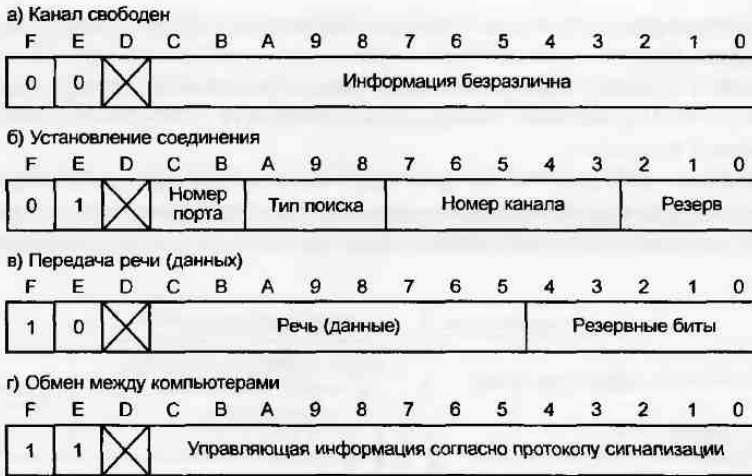 а) Канал свободен
F E D C B A 9 8 7 6 5 4 3 2 1 0
0 0 Информация безразлична
б) Установление соединения
F E D C B A 9 8 7 6 5 4 3 2 1 0
0 1 Номер порта Тип поиска Номер канала Резерв
в) Передача речи (данных)
F E D C B A 9 8 7 6 5 4 3 2 1 0
1 0 Речь (данные) Резервные биты
г) Обмен между компьютерами
F E D C B A 9 8 7 6 5 4 3 2 1 0
1 1 Управляющая информация согласно протоколу сигнализации